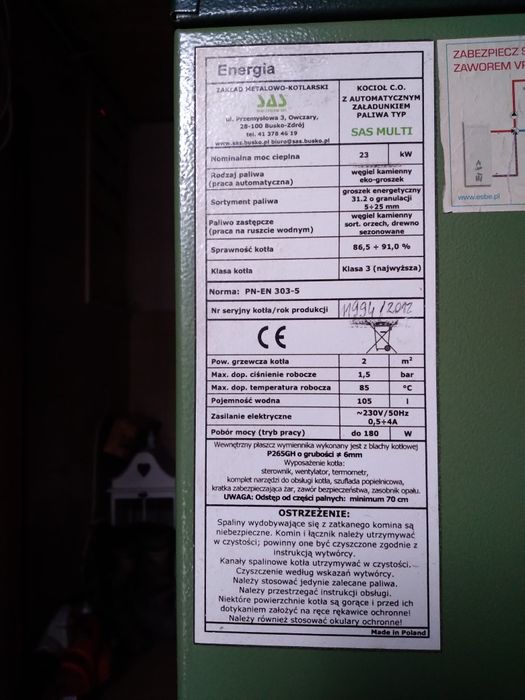 Energia
ZAKŁAD METALOWO-KOTLARSKI
SAS
ul. Przemysłowa 3, Owczary,
28-100 Busko-Zdrój
tel. 41 378 46 19
www.sas.busko.pl biuro@sas.busko.pl
KOCIOŁ C.O.
Z AUTOMATYCZNYM
ZAŁADUNKIEM
PALIWA TYP
SAS MULTI
Nominalna moc cieplna 23 kW
Rodzaj paliwa
(praca automatyczna)
węgiel kamienny
eko-groszek
Sortyment paliwa
groszek energetyczny
31.2 o granulacji
5÷25 mm
Paliwo zastępcze
(praca na ruszcie wodnym)
węgiel kamienny
sort. orzech, drewno
sezonowane
Sprawność kotła 86,5 ÷ 91,0 %
Klasa kotła Klasa 3 (najwyższa)
Norma: PN-EN 303-5
Nr seryjny kotła/rok produkcji 11994/2012
CE
Pow. grzewcza kotła 2 m²
Max. dop. ciśnienie robocze 1,5 bar
Max. dop. temperatura robocza 85 °C
Pojemność wodna 105 l
Zasilanie elektryczne ~230V/50Hz
0,5÷4A
Pobór mocy (tryb pracy) do 180 W
Wewnętrzny płaszcz wymiennika wykonany jest z blachy kotłowej
P265GH o grubości ≠ 6mm
Wyposażenie kotła:
sterownik, wentylator, termometr,
komplet narzędzi do obsługi kotła, szuflada popielnicowa,
kratka zabezpieczająca żar, zawór bezpieczeństwa, zasobnik opału.
UWAGA: Odstęp od części palnych: minimum 70 cm
OSTRZEŻENIE:
Spaliny wydobywające się z zatkanego komina są
niebezpieczne. Komin i łącznik należy utrzymywać
w czystości; powinny one być czyszczone zgodnie z
instrukcją wytwórcy.
Kanały spalinowe kotła utrzymywać w czystości.
Czyszczenie według wskazań wytwórcy.
Należy stosować jedynie zalecane paliwa.
Należy przestrzegać instrukcji obsługi.
Niektóre powierzchnie kotła są gorące i przed ich
dotykaniem założyć na ręce rękawice ochronne!
Należy również stosować okulary ochronne!
Made in Poland
ZABEZPIECZ
ZAWOREM
www.esbe.pl